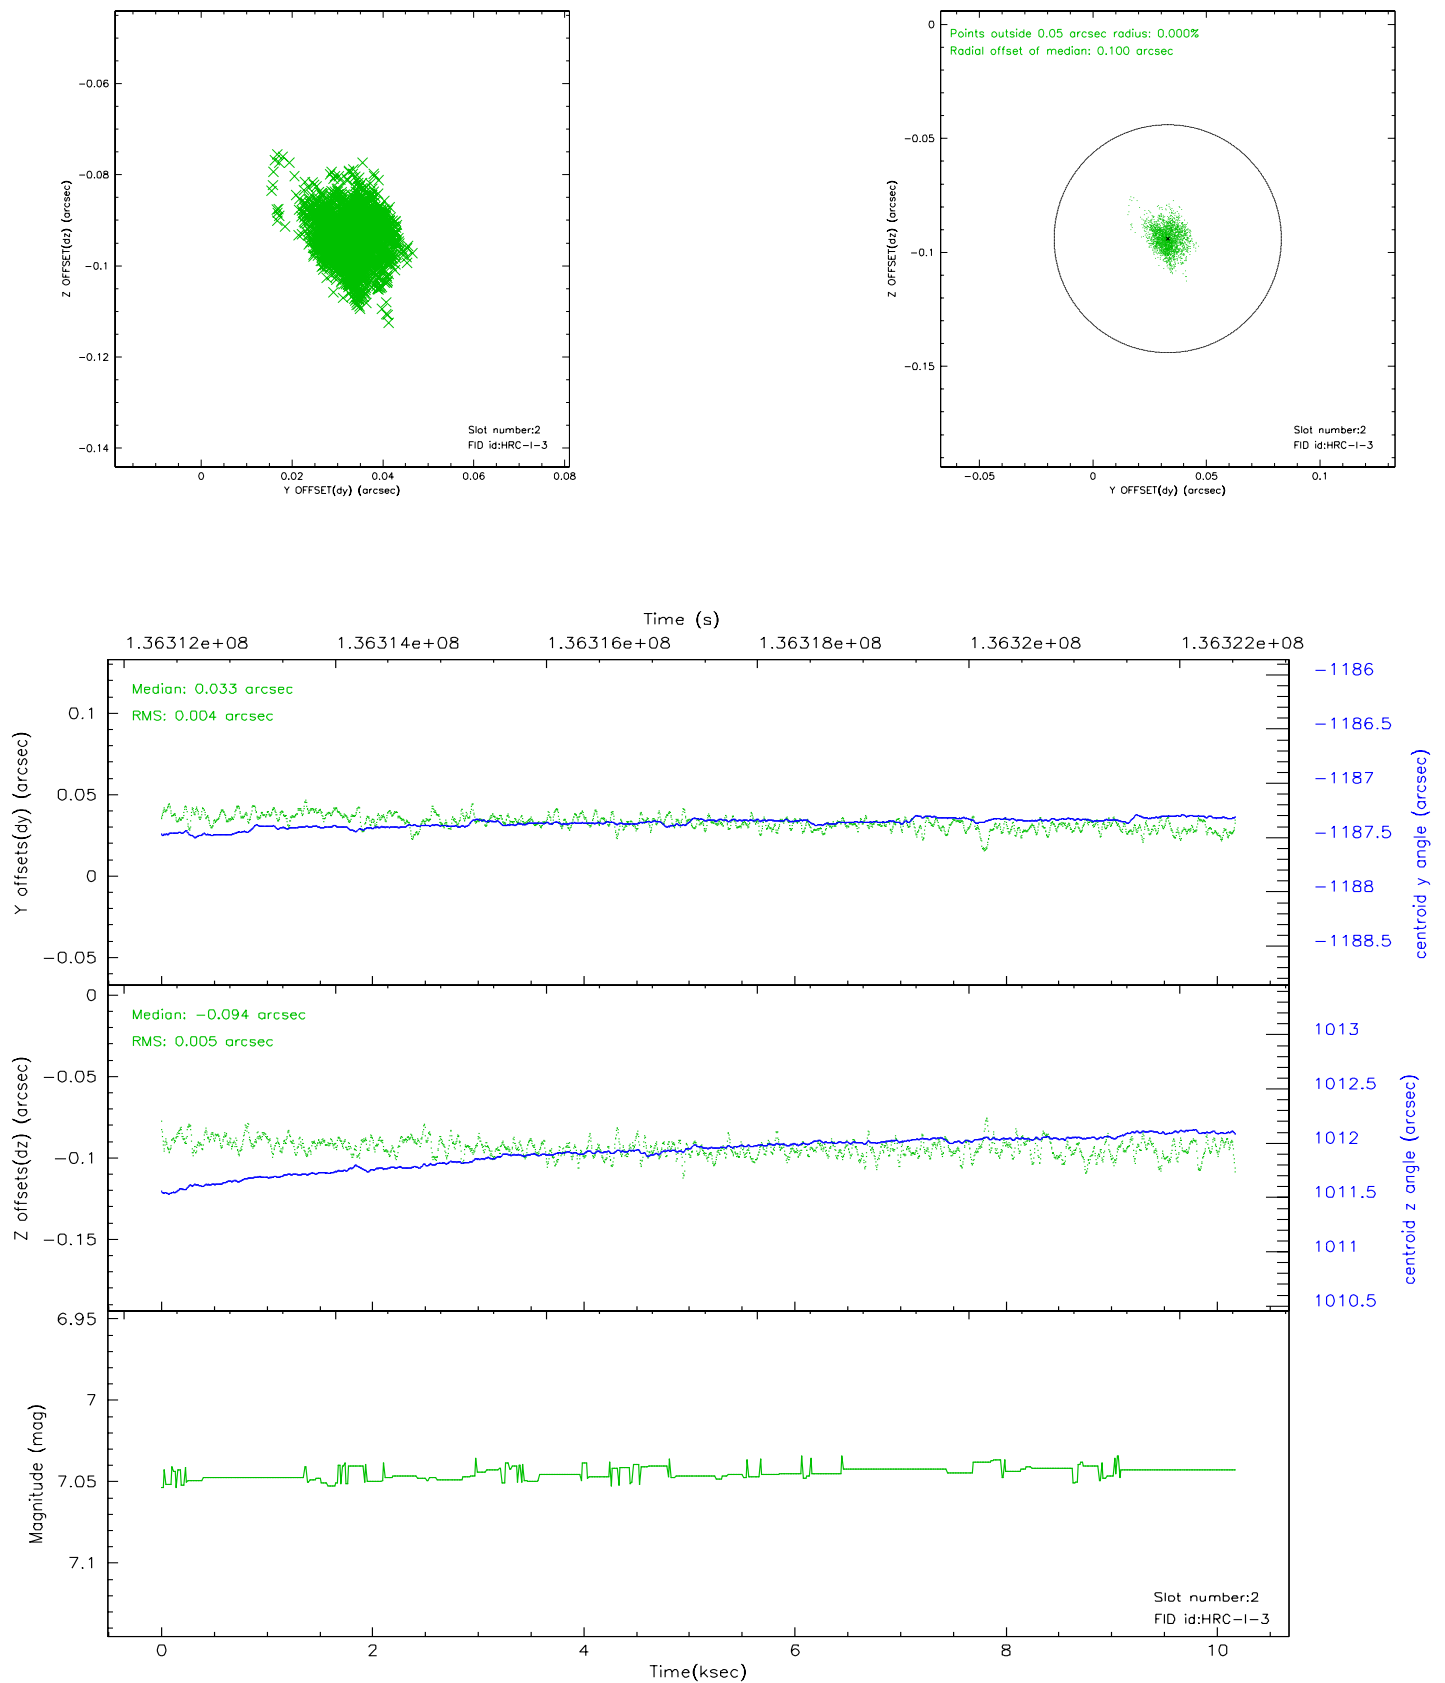 -0.06
-0.08
-0.1
-0.12
-0.14
Z OFFSET(dz) (arcsec)
Slot number:2
FID id:HRC-I-3
0 0.02 0.04 0.06 0.08
Y OFFSET(dy) (arcsec)
Points outside 0.05 arcsec radius: 0.000%
Radial offset of median: 0.100 arcsec
0
-0.05
-0.1
-0.15
Z OFFSET(dz) (arcsec)
Slot number:2
FID id:HRC-I-3
-0.05 0 0.05 0.1
Y OFFSET(dy) (arcsec)
Time (s)
1.36312e+08 1.36314e+08 1.36316e+08 1.36318e+08 1.3632e+08 1.36322e+08
Median: 0.033 arcsec
RMS: 0.004 arcsec
0.1
0.05
0
-0.05
Y offsets(dy) (arcsec)
-1186
-1186.5
-1187
-1187.5
-1188
-1188.5
centroid y angle (arcsec)
Median: -0.094 arcsec
RMS: 0.005 arcsec
0
-0.05
-0.1
-0.15
Z offsets(dz) (arcsec)
1013
1012.5
1012
1011.5
1011
1010.5
centroid z angle (arcsec)
6.95
7
7.05
7.1
Magnitude (mag)
Slot number:2
FID id:HRC-I-3
0 2 4 6 8 10
Time(ksec)